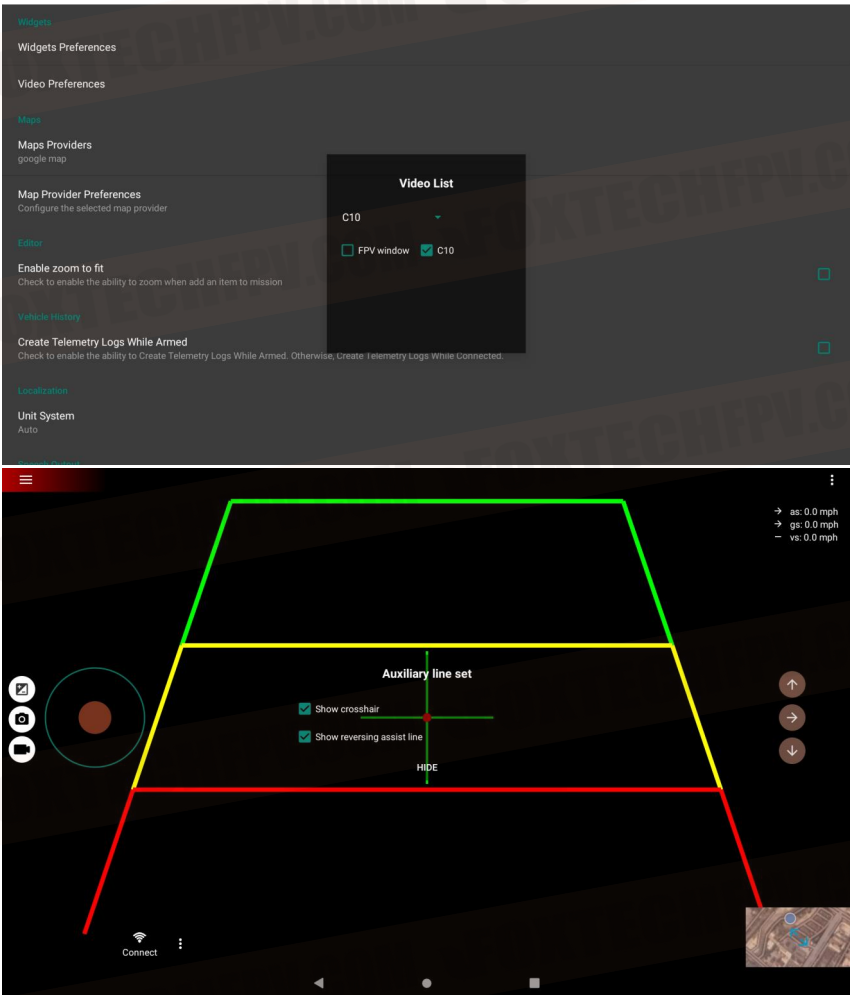 Widgets
Widgets Preferences
Video Preferences
Maps
Maps Providers
google map
Map Provider Preferences
Configure the selected map provider
Editor
Enable zoom to fit
Check to enable the ability to zoom when add an item to mission
Vehicle History
Create Telemetry Logs While Armed
Check to enable the ability to Create Telemetry Logs While Armed. Otherwise, Create Telemetry Logs While Connected.
Localization
Unit System
Auto
Speech Output
Video List
C10
FPV window
C10
as: 0.0 mph
gs: 0.0 mph
vs: 0.0 mph
Auxiliary line set
Show crosshair
Show reversing assist line
HIDE
Connect
FOXTECHFPV.COM